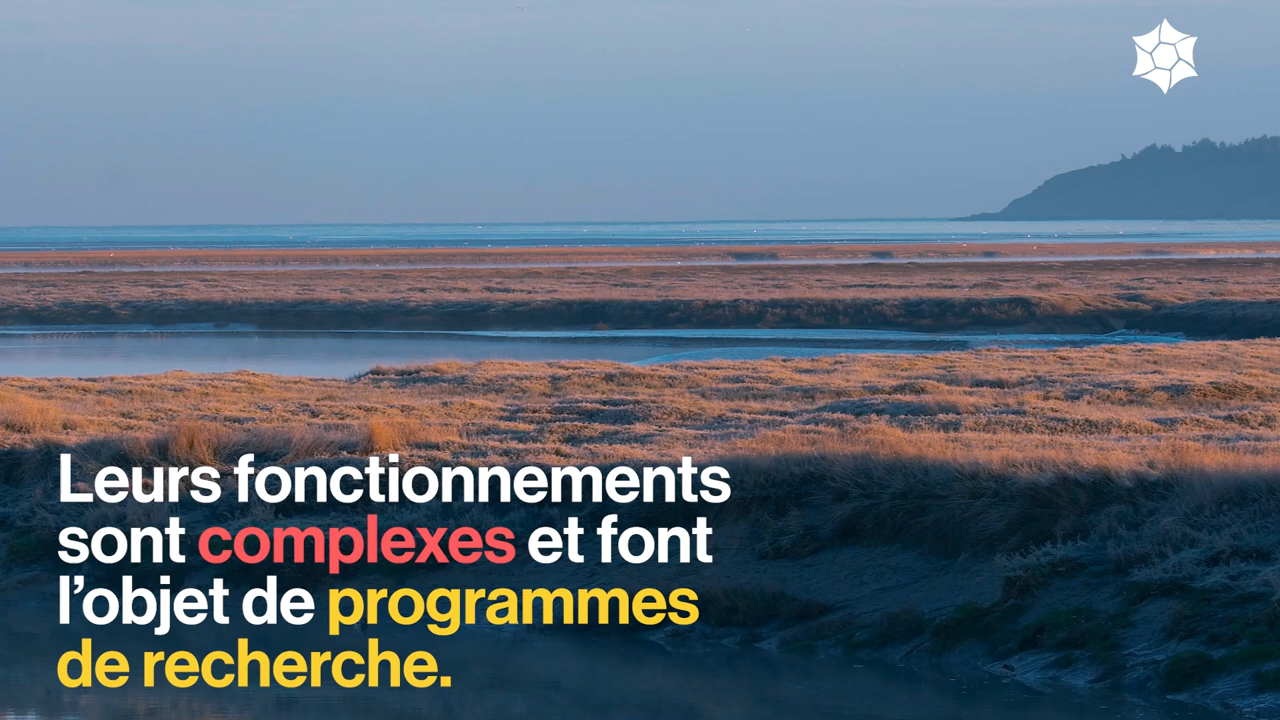 Leurs fonctionnements
sont complexes et font
l’objet de programmes
de recherche.